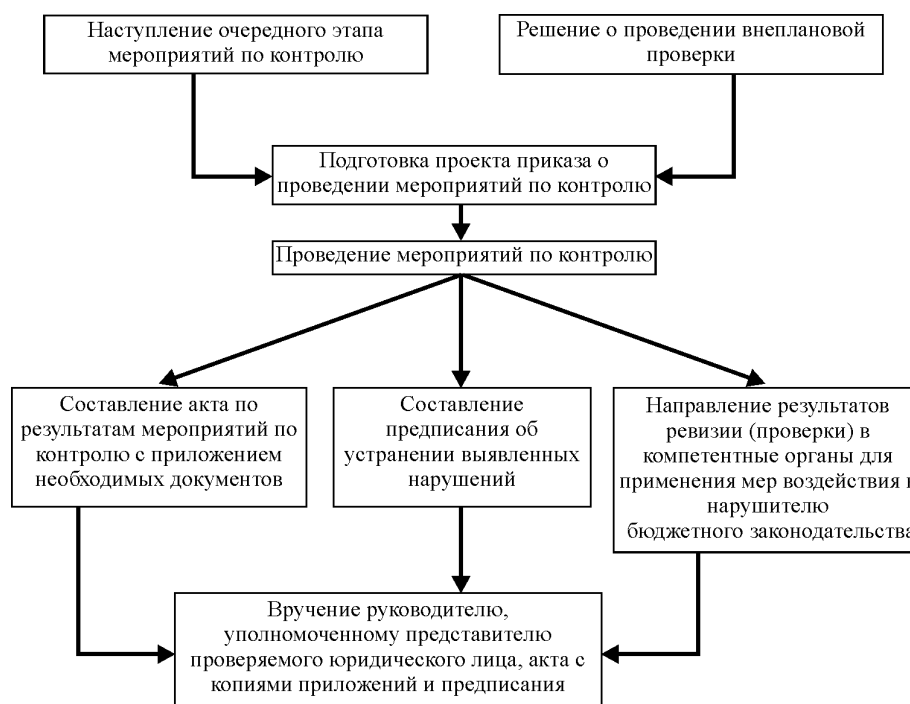 Наступление очередного этапа
мероприятий по контролю
Решение о проведении внеплановой
проверки
Подготовка проекта приказа о
проведении мероприятий по контролю
Проведение мероприятий по контролю
Составление акта по
результатам мероприятий по
контролю с приложением
необходимых документов
Составление
предписания об
устранении выявленных
нарушений
Направление результатов
ревизии (проверки) в
компетентные органы для
применения мер воздействия
нарушителю
бюджетного законодательства
Вручение руководителю,
уполномоченному представителю
проверяемого юридического лица, акта с
копиями приложений и предписания